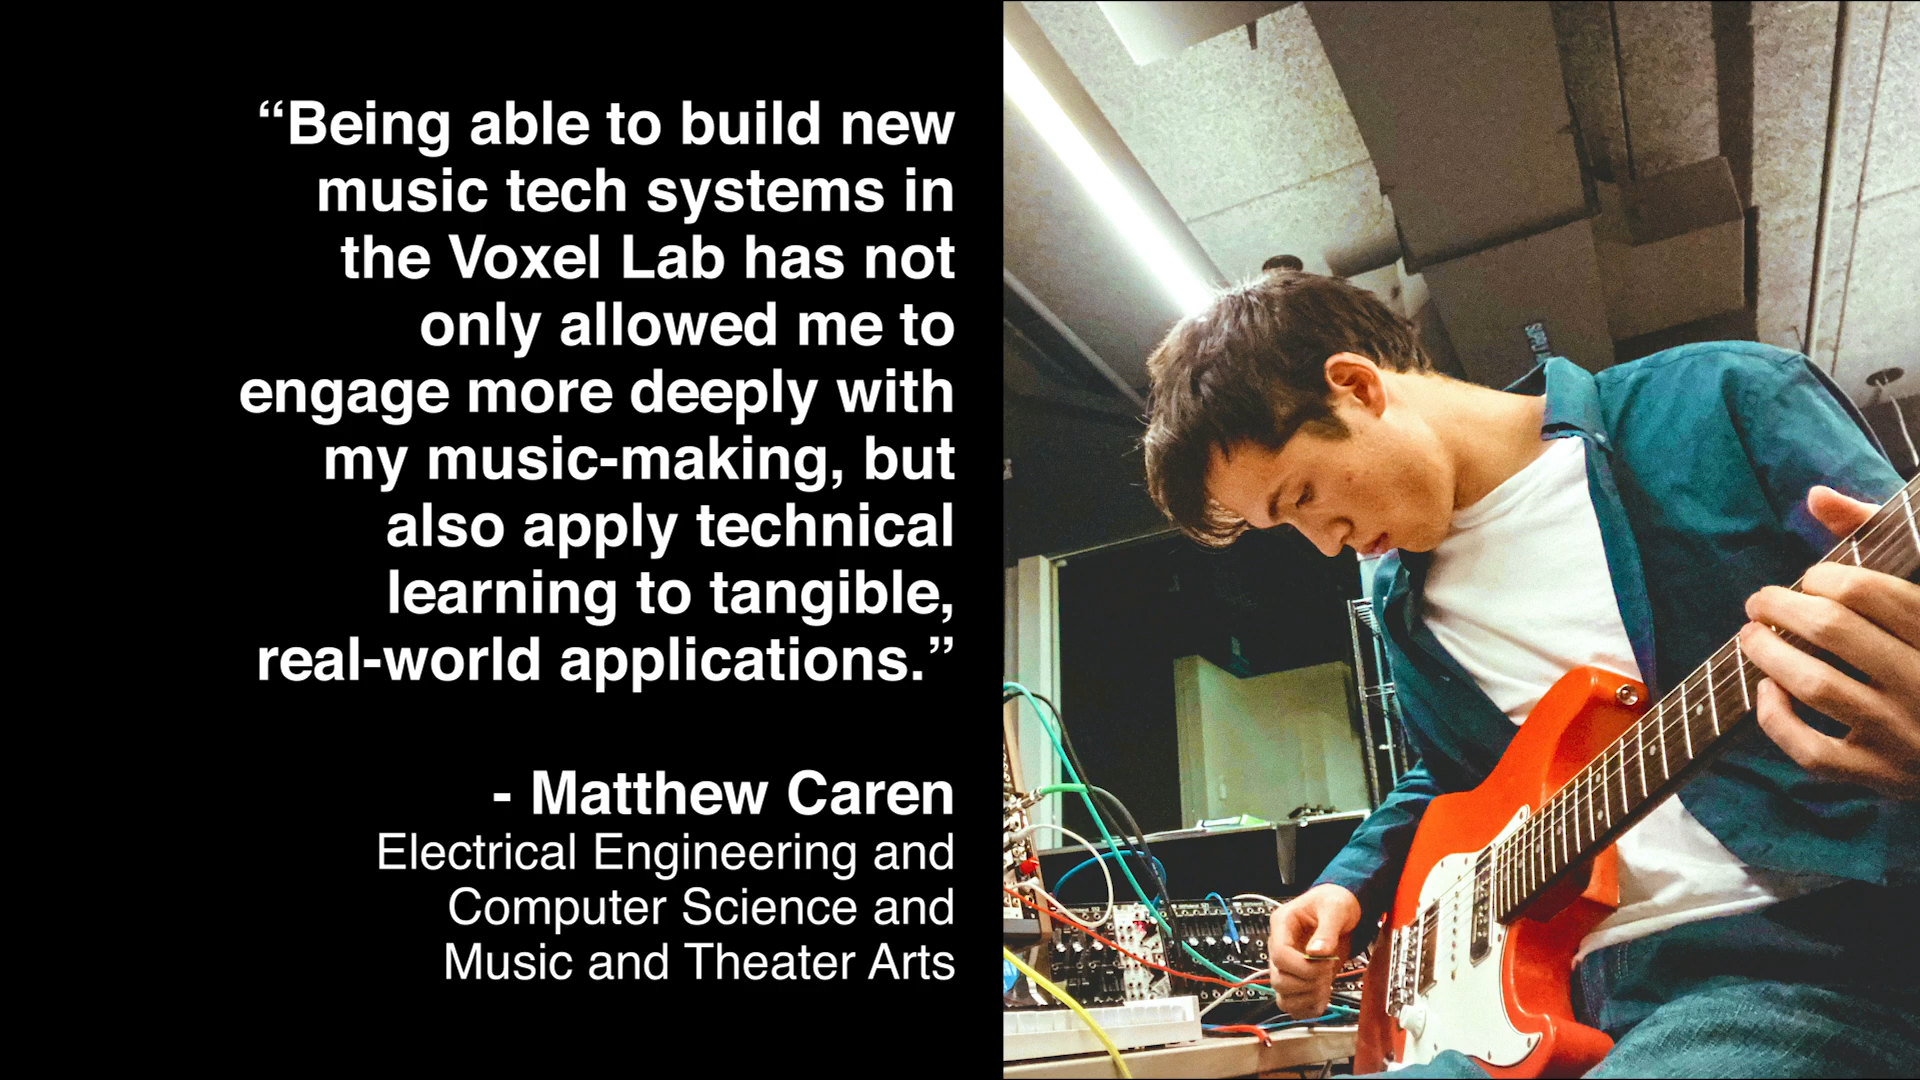 “Being able to build new
music tech systems in
the Voxel Lab has not
only allowed me to
engage more deeply with
my music-making, but
also apply technical
learning to tangible,
real-world applications.”
- Matthew Caren
Electrical Engineering and
Computer Science and
Music and Theater Arts